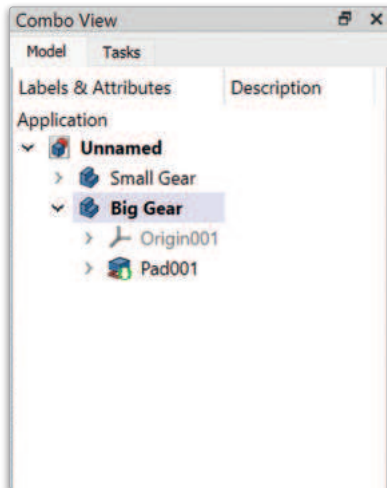 Combo View
Model Tasks
Labels & Attributes Description
Application
Unnamed
Small Gear
Big Gear
Origin001
Pad001